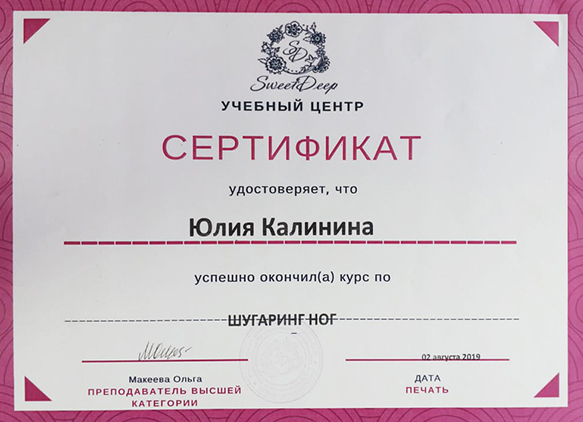 SD
SweetDeep
УЧЕБНЫЙ ЦЕНТР
СЕРТИФИКАТ
удостоверяет, что
Юлия Калинина
успешно окончил(а) курс по
ШУГАРИНГ НОГ
02 августа 2019
Макеева Ольга
ПРЕПОДАВАТЕЛЬ ВЫСШЕЙ
КАТЕГОРИИ
ДАТА
ПЕЧАТЬ